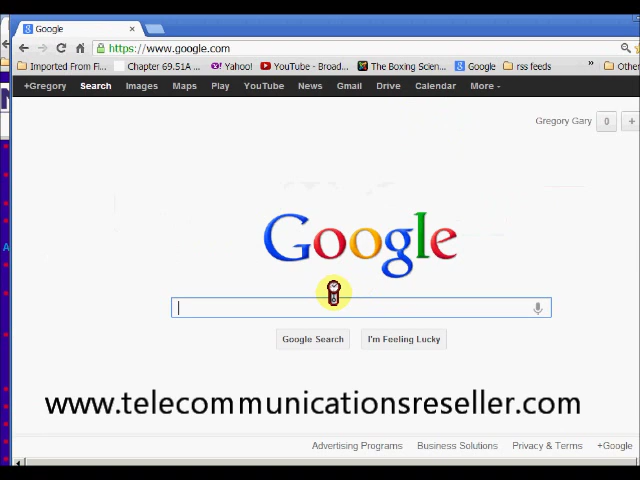 Google
https://www.google.com
Imported From Fi... Chapter 69.51A ... Yahoo! YouTube - Broad... The Boxing Scien... Google rss feeds » Other
+Gregory Search Images Maps Play YouTube News Gmail Drive Calendar More
Gregory Gary 0 +
Google
Google Search I'm Feeling Lucky
www.telecommunicationsreseller.com
Advertising Programs Business Solutions Privacy & Terms +Google